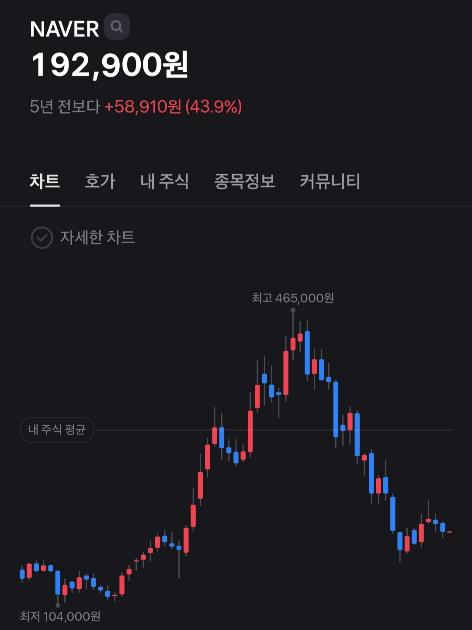 NAVER
192,900원
5년 전보다 +58,910원 (43.9%)
차트 호가 내 주식 종목정보 커뮤니티
자세한 차트
최고 465,000원
내 주식 평균
최저 104,000원